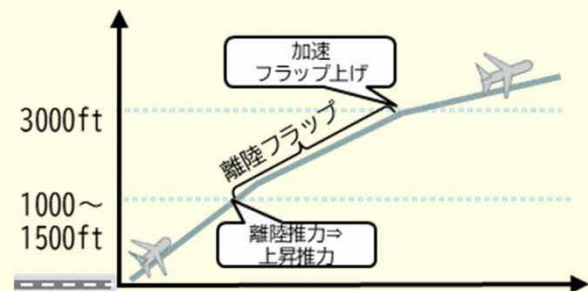 加速
フラップ上げ
3000ft
離陸フラップ
1000～
1500ft
離陸推力⇒
上昇推力